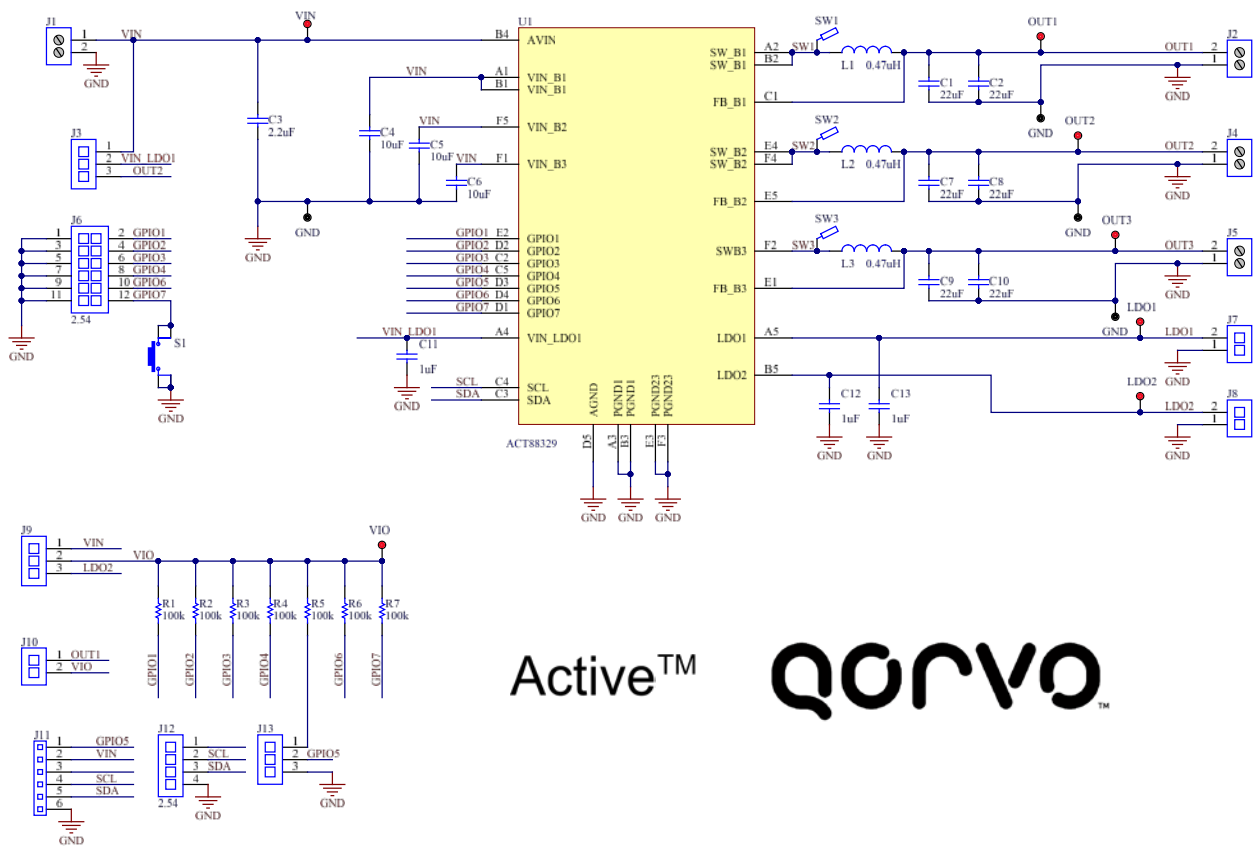 J1
1
VIN
2
GND
VIN
U1
B4
AVIN
A1
VIN
B1
VIN_B1
VIN_B1
F5
VIN
VIN_B2
F1
VIN
VIN_B3
C3
2.2uF
C4
10uF
C5
10uF
C6
10uF
GND
GND
J3
1
2
VIN_LDO1
3
OUT2
J6
1
2
GPIO1
3
4
GPIO2
5
6
GPIO3
7
8
GPIO4
9
10
GPIO6
11
12
GPIO7
2.54
GND
S1
GND
GPIO1
E2
GPIO1
GPIO2
D2
GPIO2
GPIO3
C2
GPIO3
GPIO4
C5
GPIO4
GPIO5
D3
GPIO5
GPIO6
D4
GPIO6
GPIO7
D1
GPIO7
VIN_LDO1
A4
VIN_LDO1
C11
1uF
GND
SCL
C4
SCL
SDA
C3
SDA
ACT88329
AGND
PGND1
PGND1
PGND23
PGND23
D5
A3
B3
E3
F3
GND
GND
GND
SW_B1
A2
SW1
SW_B1
B2
FB_B1
C1
SW1
L1
0.47uH
C1
22uF
C2
22uF
OUT1
GND
OUT1
2
1
J2
GND
SW_B2
E4
SW2
SW_B2
F4
FB_B2
E5
SW2
L2
0.47uH
C7
22uF
C8
22uF
OUT2
GND
OUT2
2
1
J4
GND
SWB3
F2
SW3
FB_B3
E1
SW3
L3
0.47uH
C9
22uF
C10
22uF
OUT3
GND
OUT3
2
1
J5
GND
LDO1
A5
LDO1
LDO1
2
1
J7
GND
LDO2
B5
C12
1uF
GND
C13
1uF
GND
LDO2
LDO2
2
1
J8
GND
J9
1
VIN
2
VIO
3
LDO2
VIO
R1
100k
R2
100k
R3
100k
R4
100k
R5
100k
R6
100k
R7
100k
GPIO1
GPIO2
GPIO3
GPIO4
GPIO6
GPIO7
J10
1
OUT1
2
VIO
J11
1
GPIO5
2
VIN
3
4
SCL
5
SDA
6
GND
J12
1
2
SCL
3
SDA
4
2.54
GND
J13
1
2
GPIO5
3
GND
Active™
QORVO™